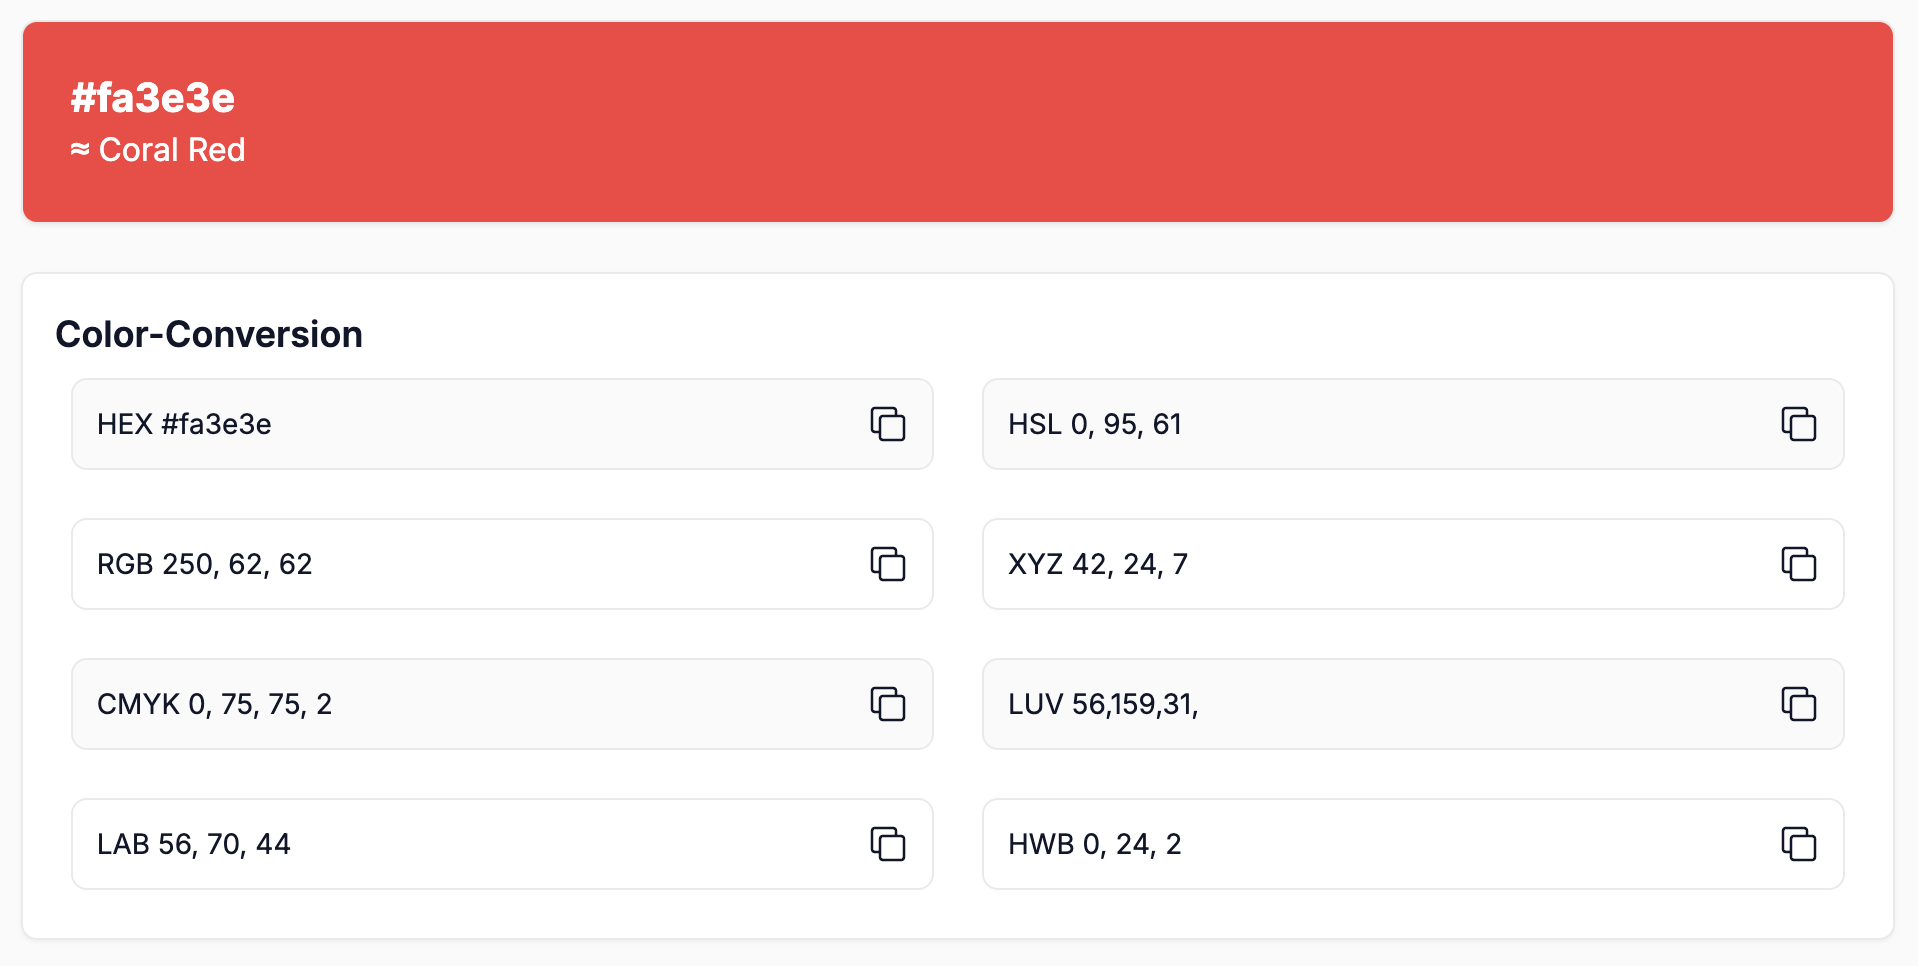 #fa3e3e
≈ Coral Red
Color-Conversion
HEX #fa3e3e
HSL 0, 95, 61
RGB 250, 62, 62
XYZ 42, 24, 7
CMYK 0, 75, 75, 2
LUV 56,159,31,
LAB 56, 70, 44
HWB 0, 24, 2